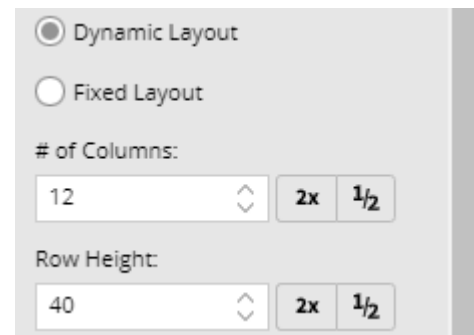 Dynamic Layout
Fixed Layout
# of Columns:
12 2x 1/2
Row Height:
40 2x 1/2